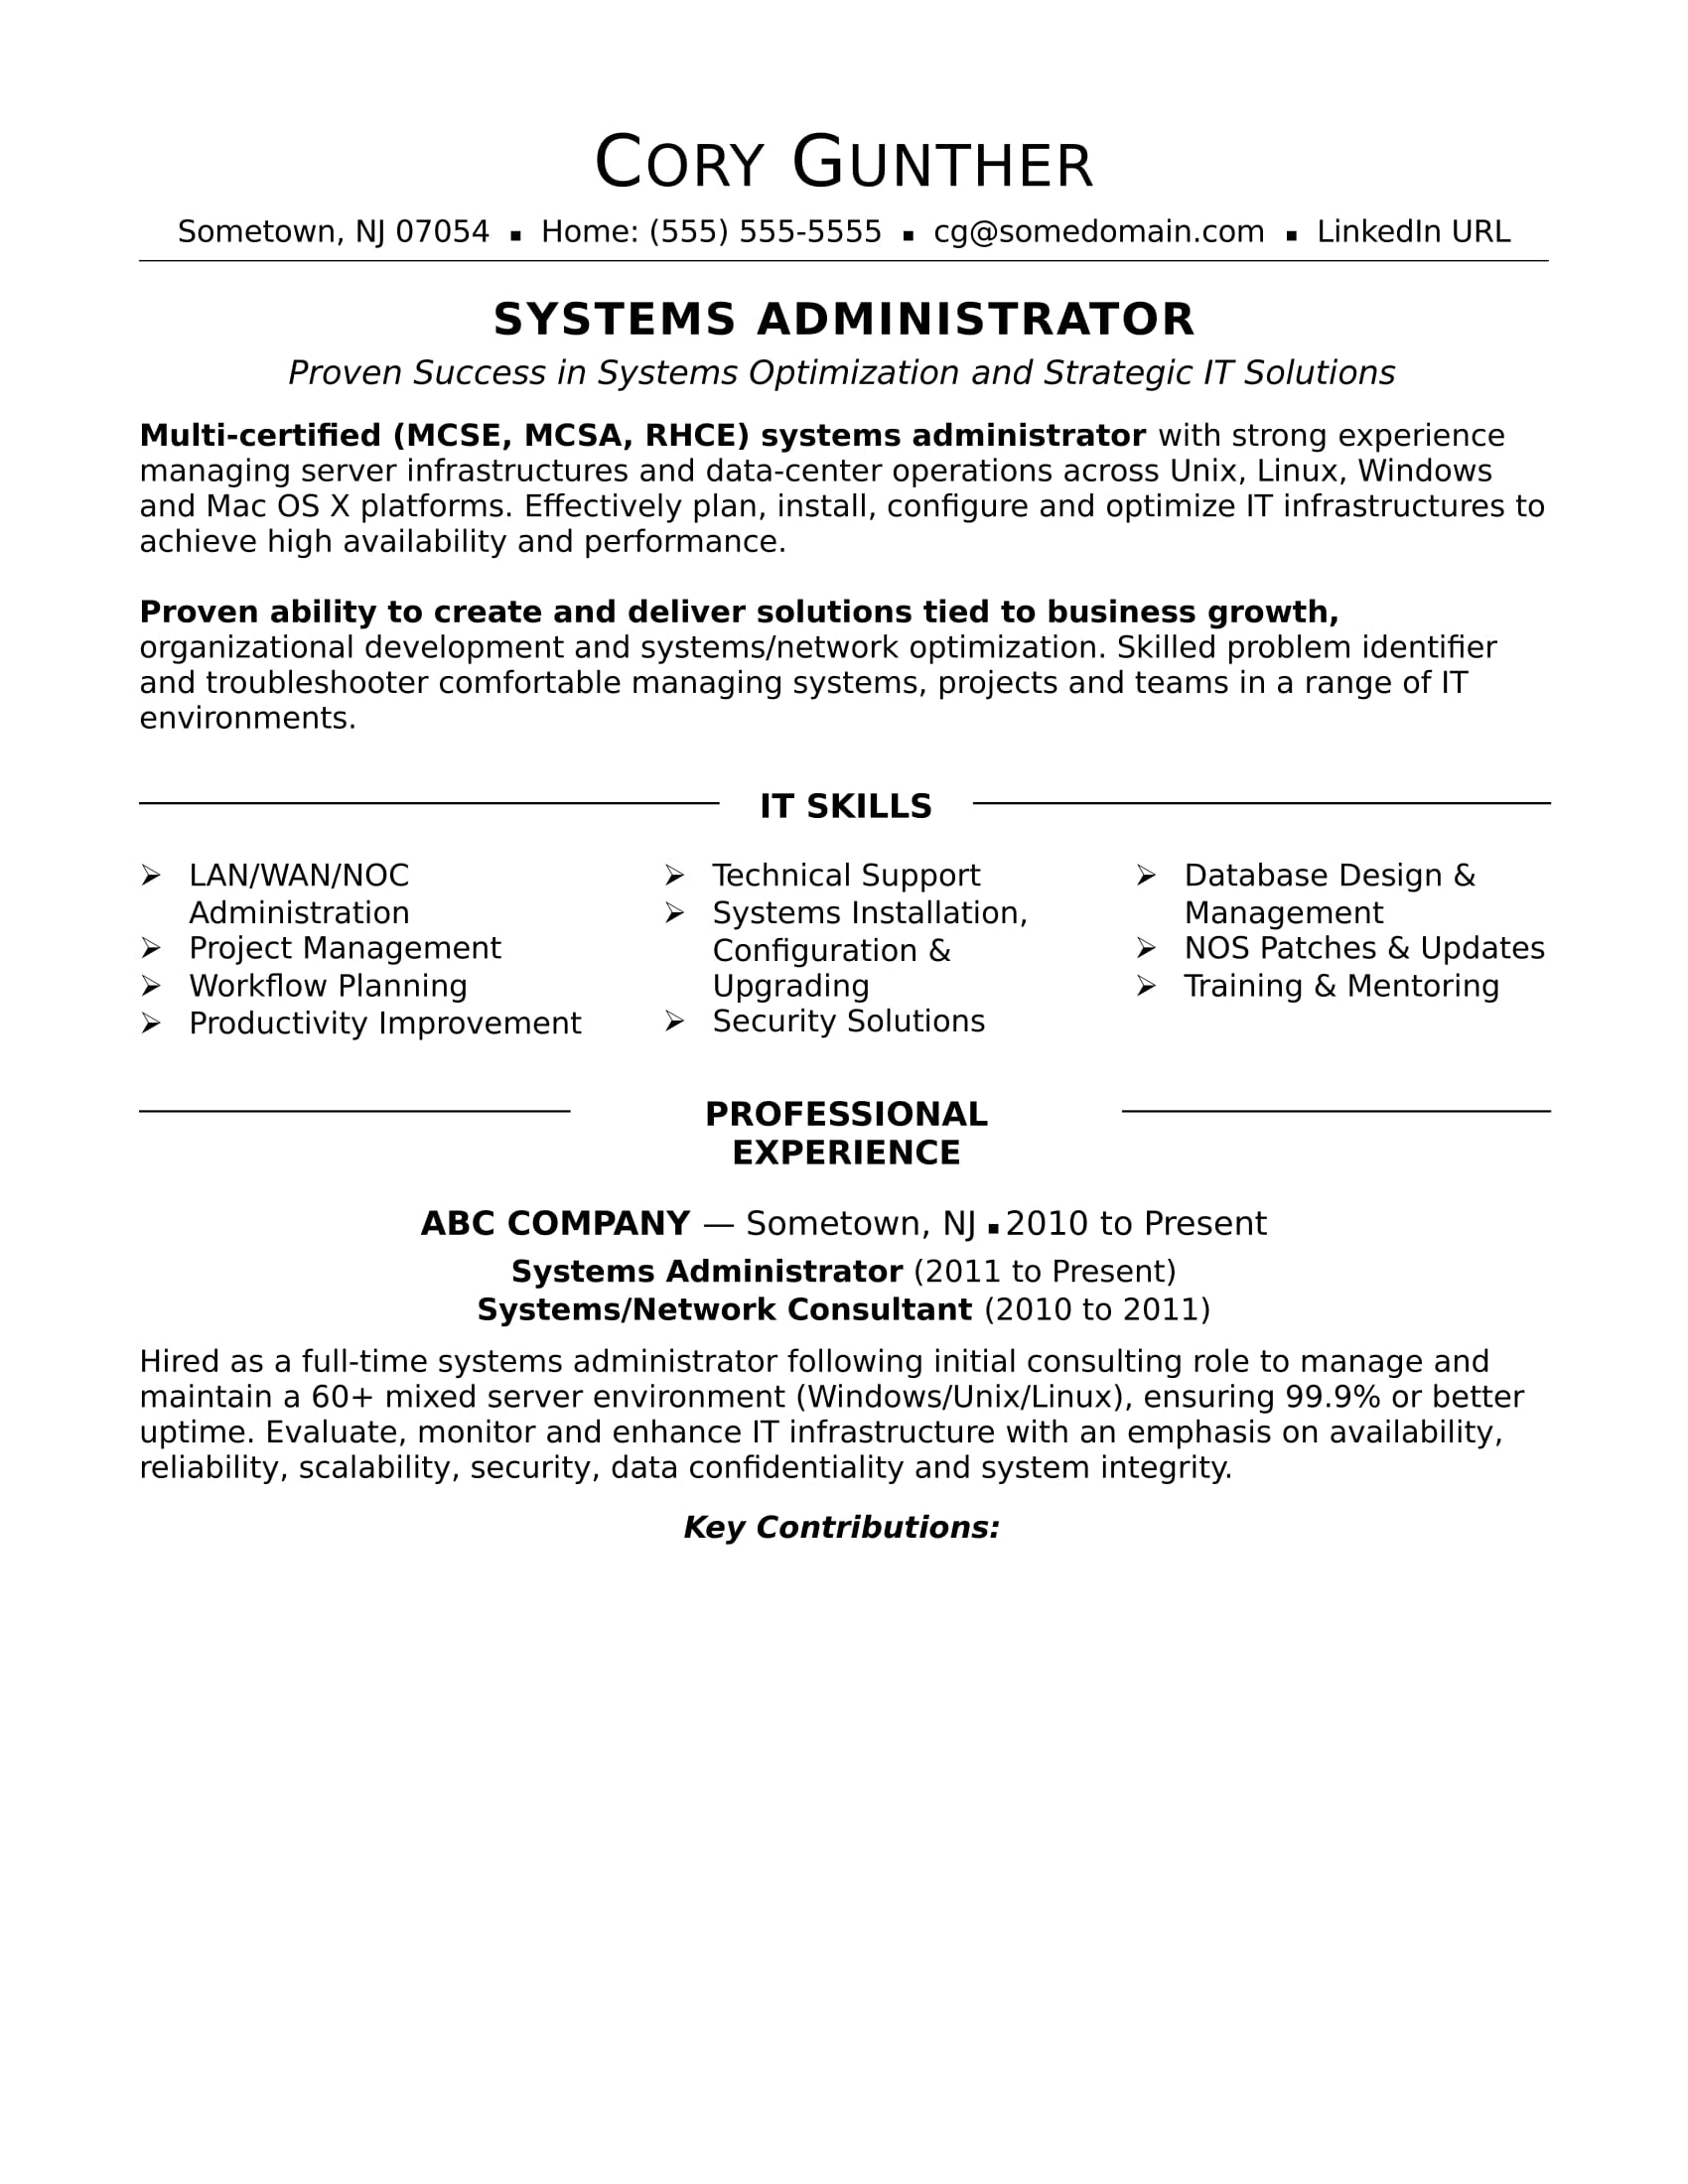 CORY GUNTHER
Sometown, NJ 07054 ▪ Home: (555) 555-5555 ▪ cg@somedomain.com ▪ LinkedIn URL
SYSTEMS ADMINISTRATOR
Proven Success in Systems Optimization and Strategic IT Solutions
Multi-certified (MCSE, MCSA, RHCE) systems administrator with strong experience
managing server infrastructures and data-center operations across Unix, Linux, Windows
and Mac OS X platforms. Effectively plan, install, configure and optimize IT infrastructures to
achieve high availability and performance.
Proven ability to create and deliver solutions tied to business growth,
organizational development and systems/network optimization. Skilled problem identifier
and troubleshooter comfortable managing systems, projects and teams in a range of IT
environments.
IT SKILLS
➢ LAN/WAN/NOC
Administration
➢ Project Management
➢ Workflow Planning
➢ Productivity Improvement
➢ Technical Support
➢ Systems Installation,
Configuration &
Upgrading
➢ Security Solutions
➢ Database Design &
Management
➢ NOS Patches & Updates
➢ Training & Mentoring
PROFESSIONAL
EXPERIENCE
ABC COMPANY — Sometown, NJ ▪ 2010 to Present
Systems Administrator (2011 to Present)
Systems/Network Consultant (2010 to 2011)
Hired as a full-time systems administrator following initial consulting role to manage and
maintain a 60+ mixed server environment (Windows/Unix/Linux), ensuring 99.9% or better
uptime. Evaluate, monitor and enhance IT infrastructure with an emphasis on availability,
reliability, scalability, security, data confidentiality and system integrity.
Key Contributions: